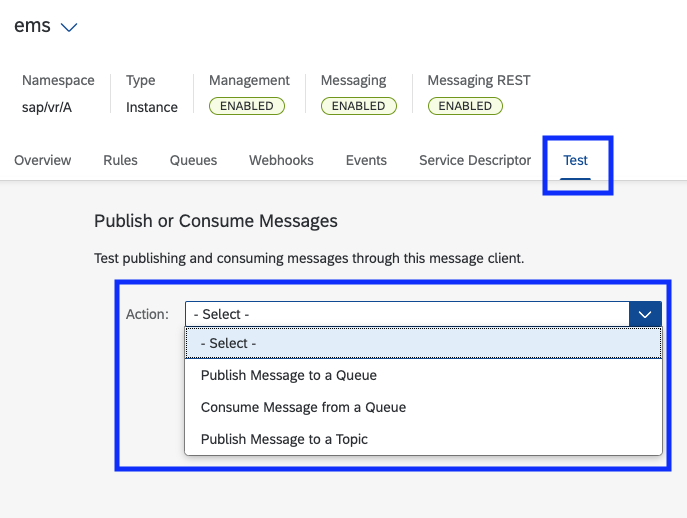 ems
Namespace Type Management Messaging Messaging REST
sap/vr/A Instance ENABLED ENABLED ENABLED
Overview Rules Queues Webhooks Events Service Descriptor Test
Publish or Consume Messages
Test publishing and consuming messages through this message client.
Action: - Select -
- Select -
Publish Message to a Queue
Consume Message from a Queue
Publish Message to a Topic